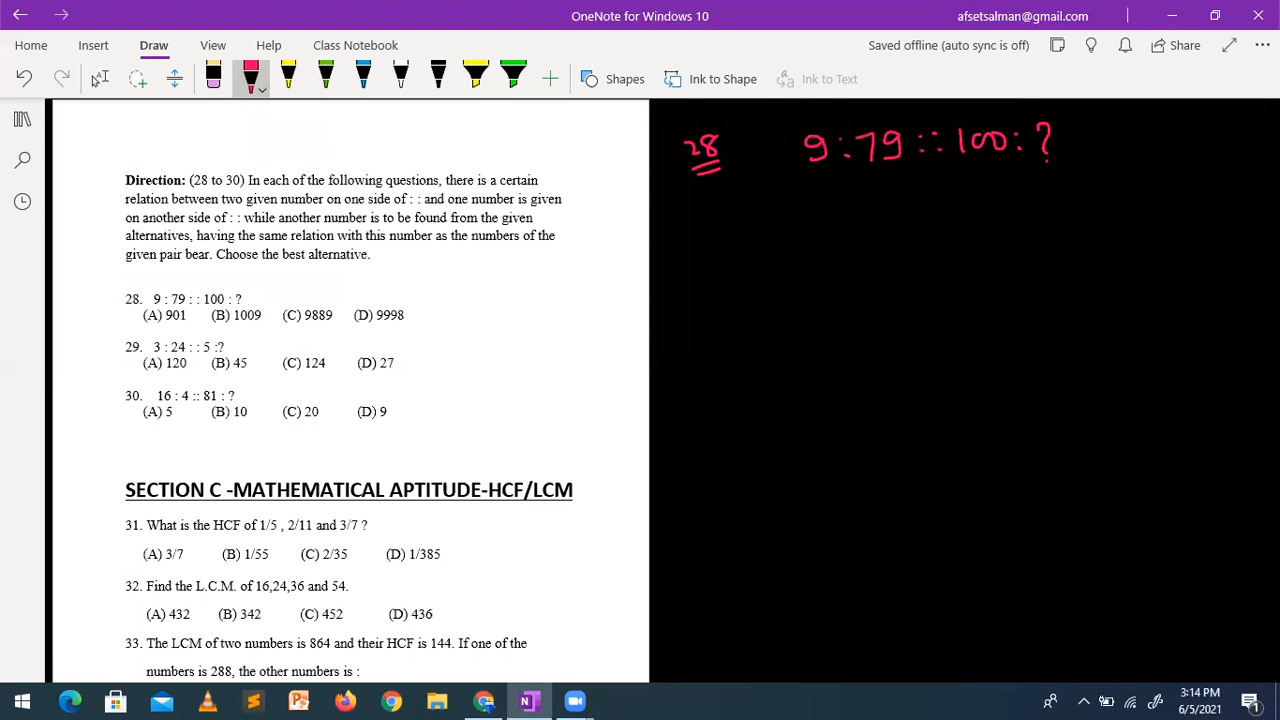 OneNote for Windows 10
afsetsalman@gmail.com
Home Insert Draw View Help Class Notebook
Saved offline (auto sync is off)
Share
Shapes
Ink to Shape
Ink to Text
28 9 : 79 :: 100 : ?
Direction: (28 to 30) In each of the following questions, there is a certain
relation between two given number on one side of : : and one number is given
on another side of : : while another number is to be found from the given
alternatives, having the same relation with this number as the numbers of the
given pair bear. Choose the best alternative.
28. 9 : 79 : : 100 : ?
(A) 901 (B) 1009 (C) 9889 (D) 9998
29. 3 : 24 : : 5 :?
(A) 120 (B) 45 (C) 124 (D) 27
30. 16 : 4 :: 81 : ?
(A) 5 (B) 10 (C) 20 (D) 9
SECTION C -MATHEMATICAL APTITUDE-HCF/LCM
31. What is the HCF of 1/5 , 2/11 and 3/7 ?
(A) 3/7 (B) 1/55 (C) 2/35 (D) 1/385
32. Find the L.C.M. of 16,24,36 and 54.
(A) 432 (B) 342 (C) 452 (D) 436
33. The LCM of two numbers is 864 and their HCF is 144. If one of the
numbers is 288, the other numbers is :
3:14 PM
6/5/2021